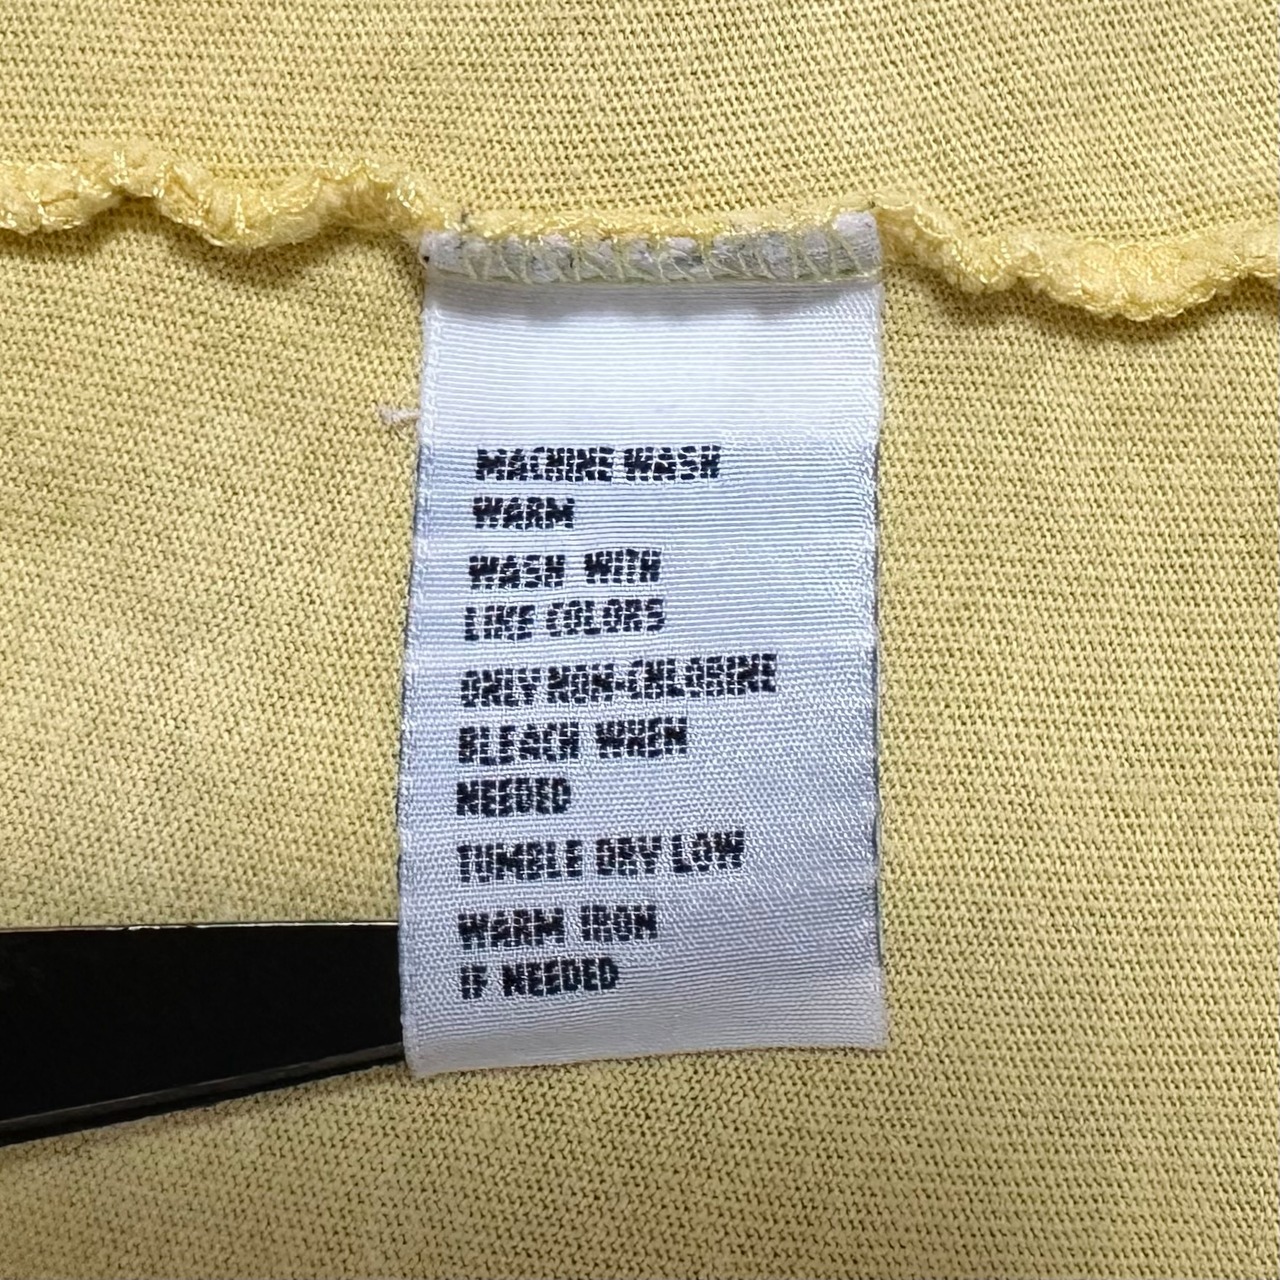 MACHINE WASH
WARM
WASH WITH
LIKE COLORS
ONLY NON-CHLORINE
BLEACH WHEN
NEEDED
TUMBLE DRY LOW
WARM IRON
IF NEEDED